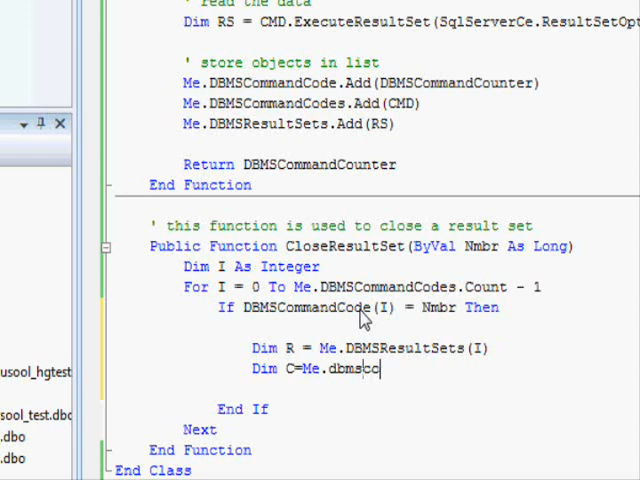 ' read the data
Dim RS = CMD.ExecuteResultSet(SqlServerCe.ResultSetOpt
' store objects in list
Me.DBMSCommandCode.Add(DBMSCommandCounter)
Me.DBMSCommandCodes.Add(CMD)
Me.DBMSResultSets.Add(RS)
Return DBMSCommandCounter
End Function
' this function is used to close a result set
Public Function CloseResultSet(ByVal Nmbr As Long)
Dim I As Integer
For I = 0 To Me.DBMSCommandCodes.Count - 1
If DBMSCommandCode(I) = Nmbr Then
Dim R = Me.DBMSResultSets(I)
Dim C=Me.dbmsco
End If
Next
End Function
End Class
usool_hgtest
sool_test.dbo
.dbo
.dbo